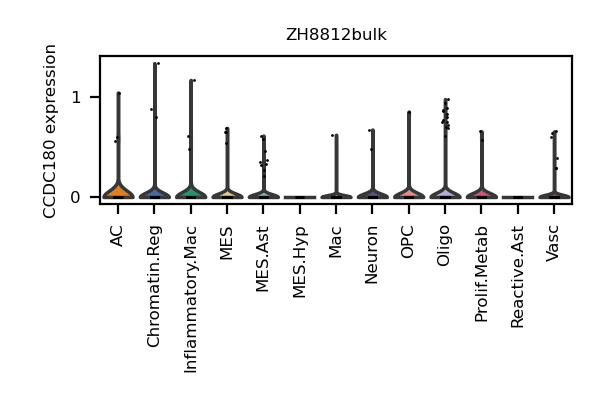 ZH8812bulk
CCDC180 expression
1
0
AC
Chromatin.Reg
Inflammatory.Mac
MES
MES.Ast
MES.Hyp
Mac
Neuron
OPC
Oligo
Prolif.Metab
Reactive.Ast
Vasc